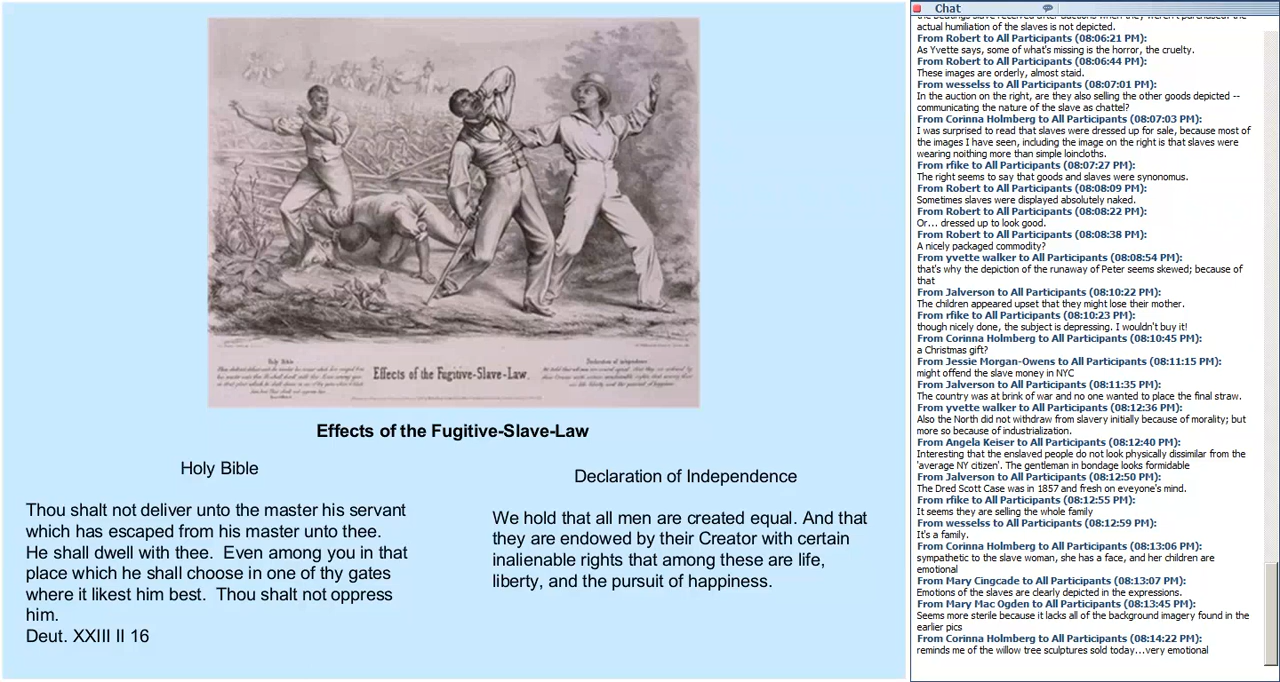 Holy Bible
Effects of the Fugitive-Slave-Law.
Declaration of Independence.
Effects of the Fugitive-Slave-Law
Holy Bible
Thou shalt not deliver unto the master his servant
which has escaped from his master unto thee.
He shall dwell with thee.  Even among you in that
place which he shall choose in one of thy gates
where it likest him best.  Thou shalt not oppress
him.
Deut. XXIII II 16
Declaration of Independence
We hold that all men are created equal. And that
they are endowed by their Creator with certain
inalienable rights that among these are life,
liberty, and the pursuit of happiness.
Chat
slave received after auctions when they weren't
actual humiliation of the slaves is not depicted.
From Robert to All Participants (08:06:21 PM):
As Yvette says, some of what's missing is the horror, the cruelty.
From Robert to All Participants (08:06:44 PM):
These images are orderly, almost staid.
From wesselss to All Participants (08:07:01 PM):
In the auction on the right, are they also selling the other goods depicted --
communicating the nature of the slave as chattel?
From Corinna Holmberg to All Participants (08:07:03 PM):
I was surprised to read that slaves were dressed up for sale, because most of
the images I have seen, including the image on the right is that slaves were
wearing noithing more than simple loincloths.
From rfike to All Participants (08:07:27 PM):
The right seems to say that goods and slaves were synonomus.
From Robert to All Participants (08:08:09 PM):
Sometimes slaves were displayed absolutely naked.
From Robert to All Participants (08:08:22 PM):
Or... dressed up to look good.
From Robert to All Participants (08:08:38 PM):
A nicely packaged commodity?
From yvette walker to All Participants (08:08:54 PM):
that's why the depiction of the runaway of Peter seems skewed; because of
that
From Jalverson to All Participants (08:10:22 PM):
The children appeared upset that they might lose their mother.
From rfike to All Participants (08:10:23 PM):
though nicely done, the subject is depressing. I wouldn't buy it!
From Corinna Holmberg to All Participants (08:10:45 PM):
a Christmas gift?
From Jessie Morgan-Owens to All Participants (08:11:15 PM):
might offend the slave money in NYC
From Jalverson to All Participants (08:11:35 PM):
The country was at brink of war and no one wanted to place the final straw.
From yvette walker to All Participants (08:12:36 PM):
Also the North did not withdraw from slavery initially because of morality; but
more so because of industrialization.
From Angela Keiser to All Participants (08:12:40 PM):
Interesting that the enslaved people do not look physically dissimilar from the
'average NY citizen'. The gentleman in bondage looks formidable
From Jalverson to All Participants (08:12:50 PM):
The Dred Scott Case was in 1857 and fresh on eveyone's mind.
From rfike to All Participants (08:12:55 PM):
It seems they are selling the whole family
From wesselss to All Participants (08:12:59 PM):
It's a family.
From Corinna Holmberg to All Participants (08:13:06 PM):
sympathetic to the slave woman, she has a face, and her children are
emotional
From Mary Cingcade to All Participants (08:13:07 PM):
Emotions of the slaves are clearly depicted in the expressions.
From Mary Mac Ogden to All Participants (08:13:45 PM):
Seems more sterile because it lacks all of the background imagery found in the
earlier pics
From Corinna Holmberg to All Participants (08:14:22 PM):
reminds me of the willow tree sculptures sold today...very emotional